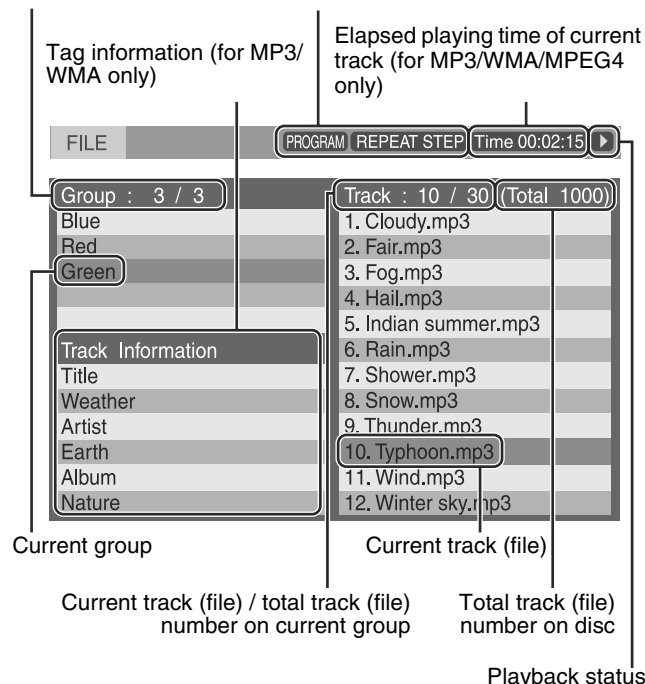 Tag information (for MP3/
WMA only)
Elapsed playing time of current
track (for MP3/WMA/MPEG4
only)
FILE
PROGRAM REPEAT STEP Time 00:02:15
Group : 3 / 3
Blue
Red
Green
Track Information
Title
Weather
Artist
Earth
Album
Nature
Track : 10 / 30 (Total 1000)
1. Cloudy.mp3
2. Fair.mp3
3. Fog.mp3
4. Hail.mp3
5. Indian summer.mp3
6. Rain.mp3
7. Shower.mp3
8. Snow.mp3
9. Thunder.mp3
10. Typhoon.mp3
11. Wind.mp3
12. Winter sky.mp3
Current group
Current track (file)
Current track (file) / total track (file)
number on current group
Total track (file)
number on disc
Playback status